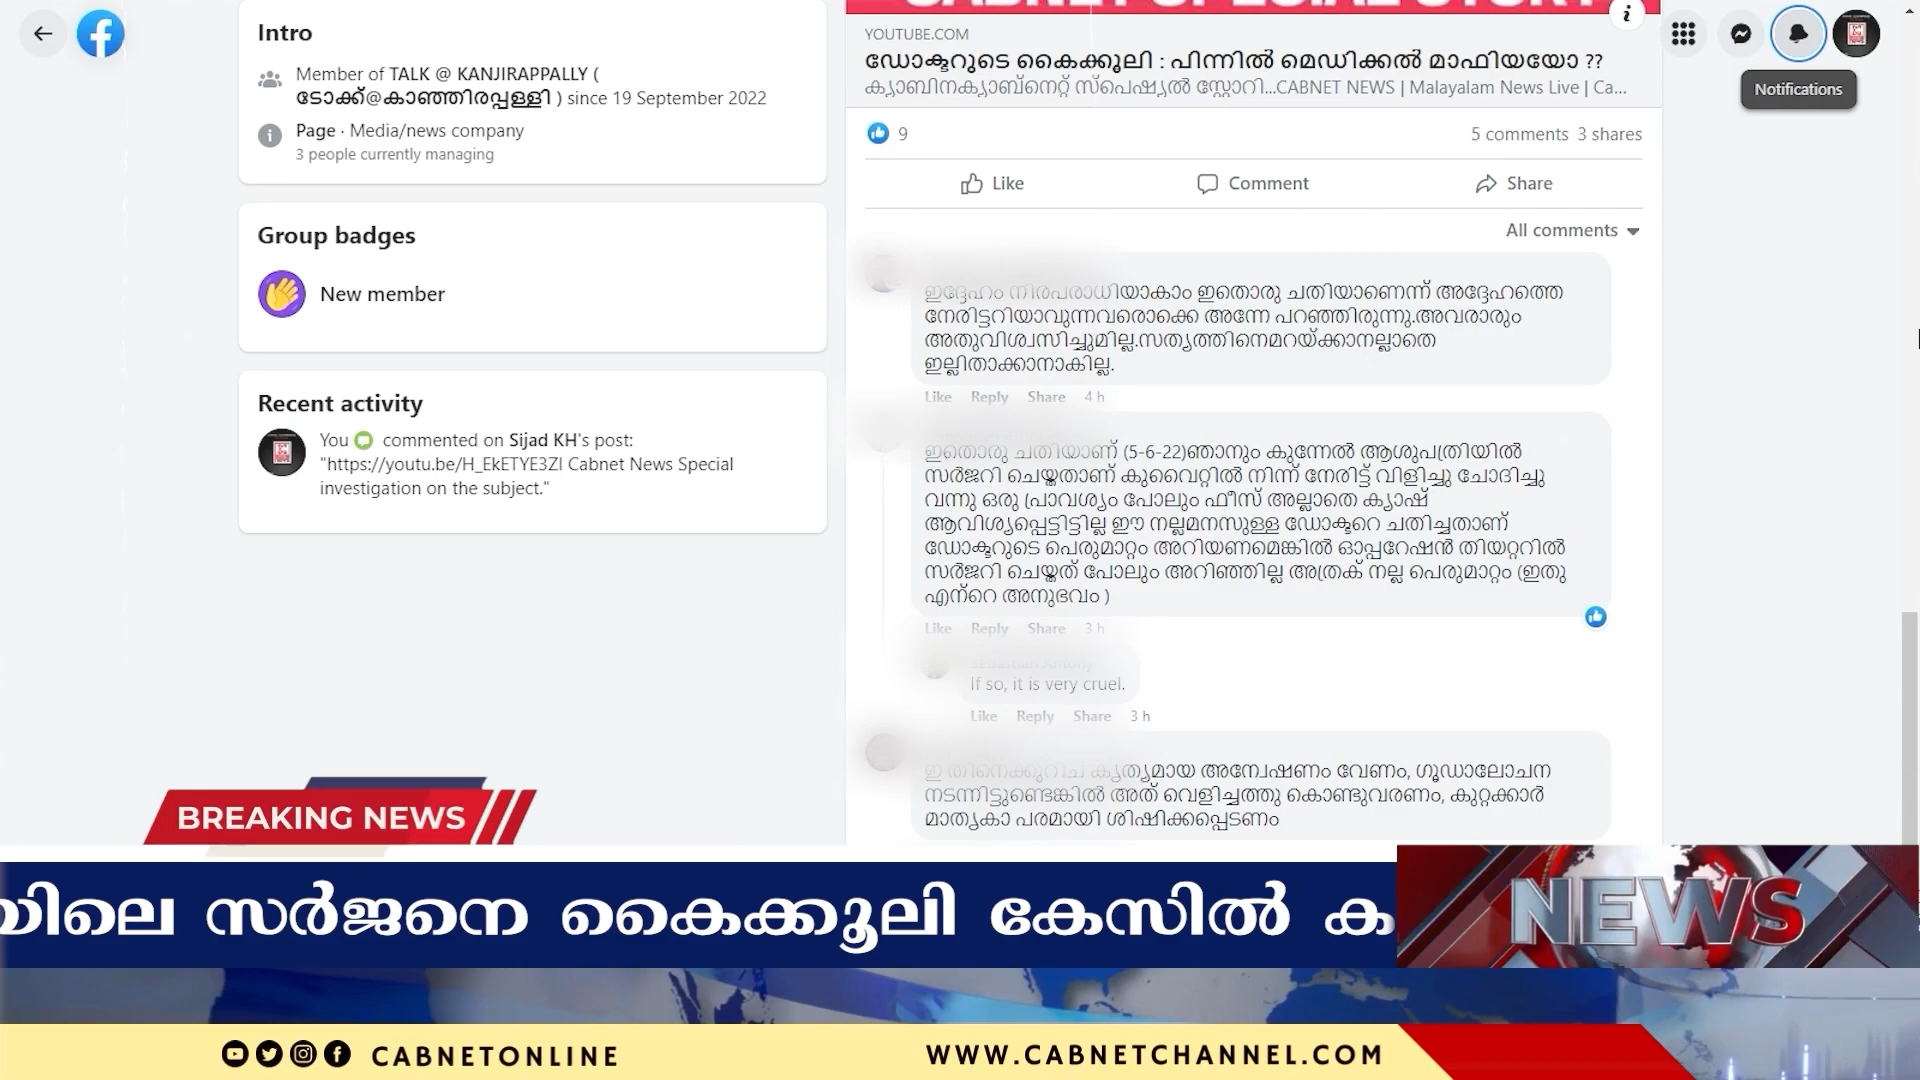 Intro
Member of TALK @ KANJIRAPPALLY (
ടോക്ക്@കാഞ്ഞിരപ്പള്ളി ) since 19 September 2022
Page · Media/news company
3 people currently managing
Group badges
New member
Recent activity
You commented on Sijad KH's post:
"https://youtu.be/H_EkETYE3ZI Cabnet News Special
investigation on the subject."
YOUTUBE.COM
ഡോക്ടറുടെ കൈക്കൂലി : പിന്നിൽ മെഡിക്കൽ മാഫിയയോ ??
ക്യാബിനക്യാബ്നെറ്റ് സ്പെഷ്യൽ സ്റ്റോറി...CABNET NEWS | Malayalam News Live | Ca...
Notifications
9
5 comments 3 shares
Like Comment Share
All comments
ഇദ്ദേഹം നിരപരാധിയാകാം ഇതൊരു ചതിയാണെന്ന് അദ്ദേഹത്തെ
നേരിട്ടറിയാവുന്നവരൊക്കെ അന്നേ പറഞ്ഞിരുന്നു.അവരാരും
അതുവിശ്വസിച്ചുമില്ല.സത്യത്തിനെമറയ്ക്കാനല്ലാതെ
ഇല്ലിതാക്കാനാകില്ല.
Like Reply Share 4 h
ഇതൊരു ചതിയാണ് (5-6-22)ഞാനും കുന്നേൽ ആശുപത്രിയിൽ
സർജറി ചെയ്തതാണ് കുവൈറ്റിൽ നിന്ന് നേരിട്ട് വിളിച്ചു ചോദിച്ചു
വന്നു ഒരു പ്രാവശ്യം പോലും ഫീസ് അല്ലാതെ ക്യാഷ്
ആവിശ്യപ്പെട്ടിട്ടില്ല ഈ നല്ലമനസുള്ള ഡോക്ടറെ ചതിച്ചതാണ്
ഡോക്ടറുടെ പെരുമാറ്റം അറിയണമെങ്കിൽ ഓപ്പറേഷൻ തിയറ്ററിൽ
സർജറി ചെയ്തത് പോലും അറിഞ്ഞില്ല അത്രക് നല്ല പെരുമാറ്റം (ഇതു
എന്റെ അനുഭവം )
Like Reply Share 3 h
Sebastian Antony
If so, it is very cruel.
Like Reply Share 3 h
ഇ തിനെക്കുറിച് കൃത്യമായ അന്വേഷണം വേണം, ഗൂഡാലോചന
നടന്നിട്ടുണ്ടെങ്കിൽ അത് വെളിച്ചത്തു കൊണ്ടുവരണം, കുറ്റക്കാർ
മാതൃകാ പരമായി ശിഷിക്കപ്പെടണം
BREAKING NEWS
യിലെ സർജനെ കൈക്കൂലി കേസിൽ ക
NEWS
CABNETONLINE
WWW.CABNETCHANNEL.COM